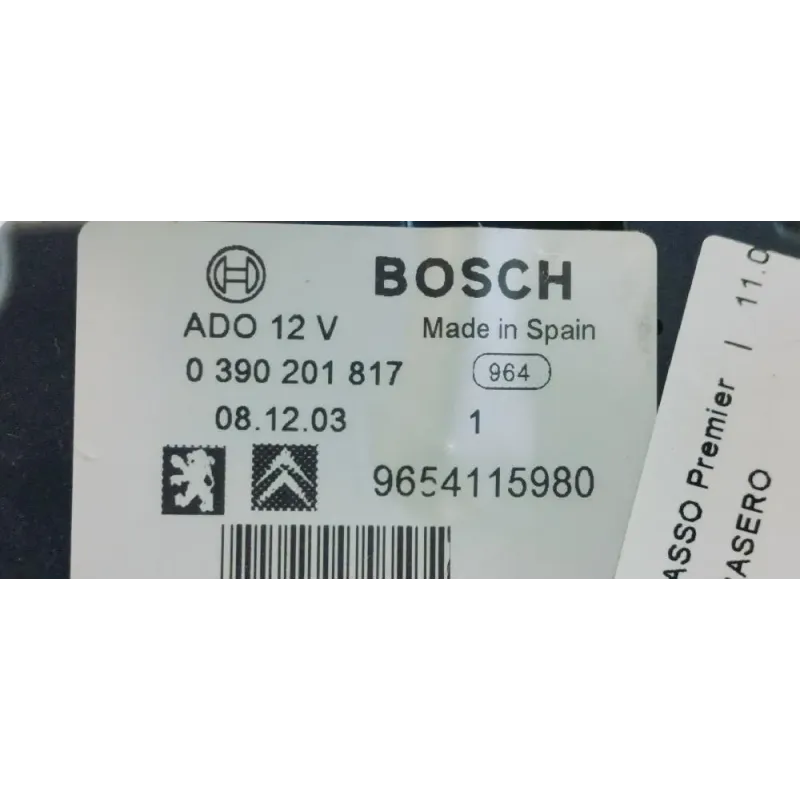 BOSCH
ADO 12 V
Made in Spain
0 390 201 817
964
08.12.03
1
9654115980
ASSO Premier | 11.0
RASERO